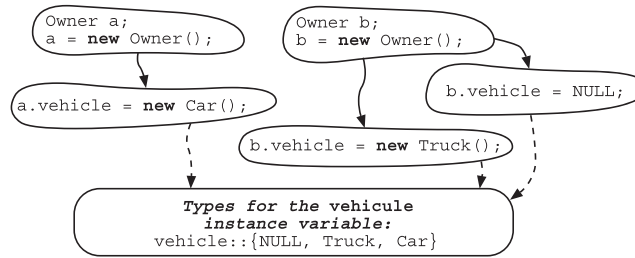 Owner a;
a = new Owner();
Owner b;
b = new Owner();
a.vehicle = new Car();
b.vehicle = NULL;
b.vehicle = new Truck();
Types for the vehicule
instance variable:
vehicle::{NULL, Truck, Car}